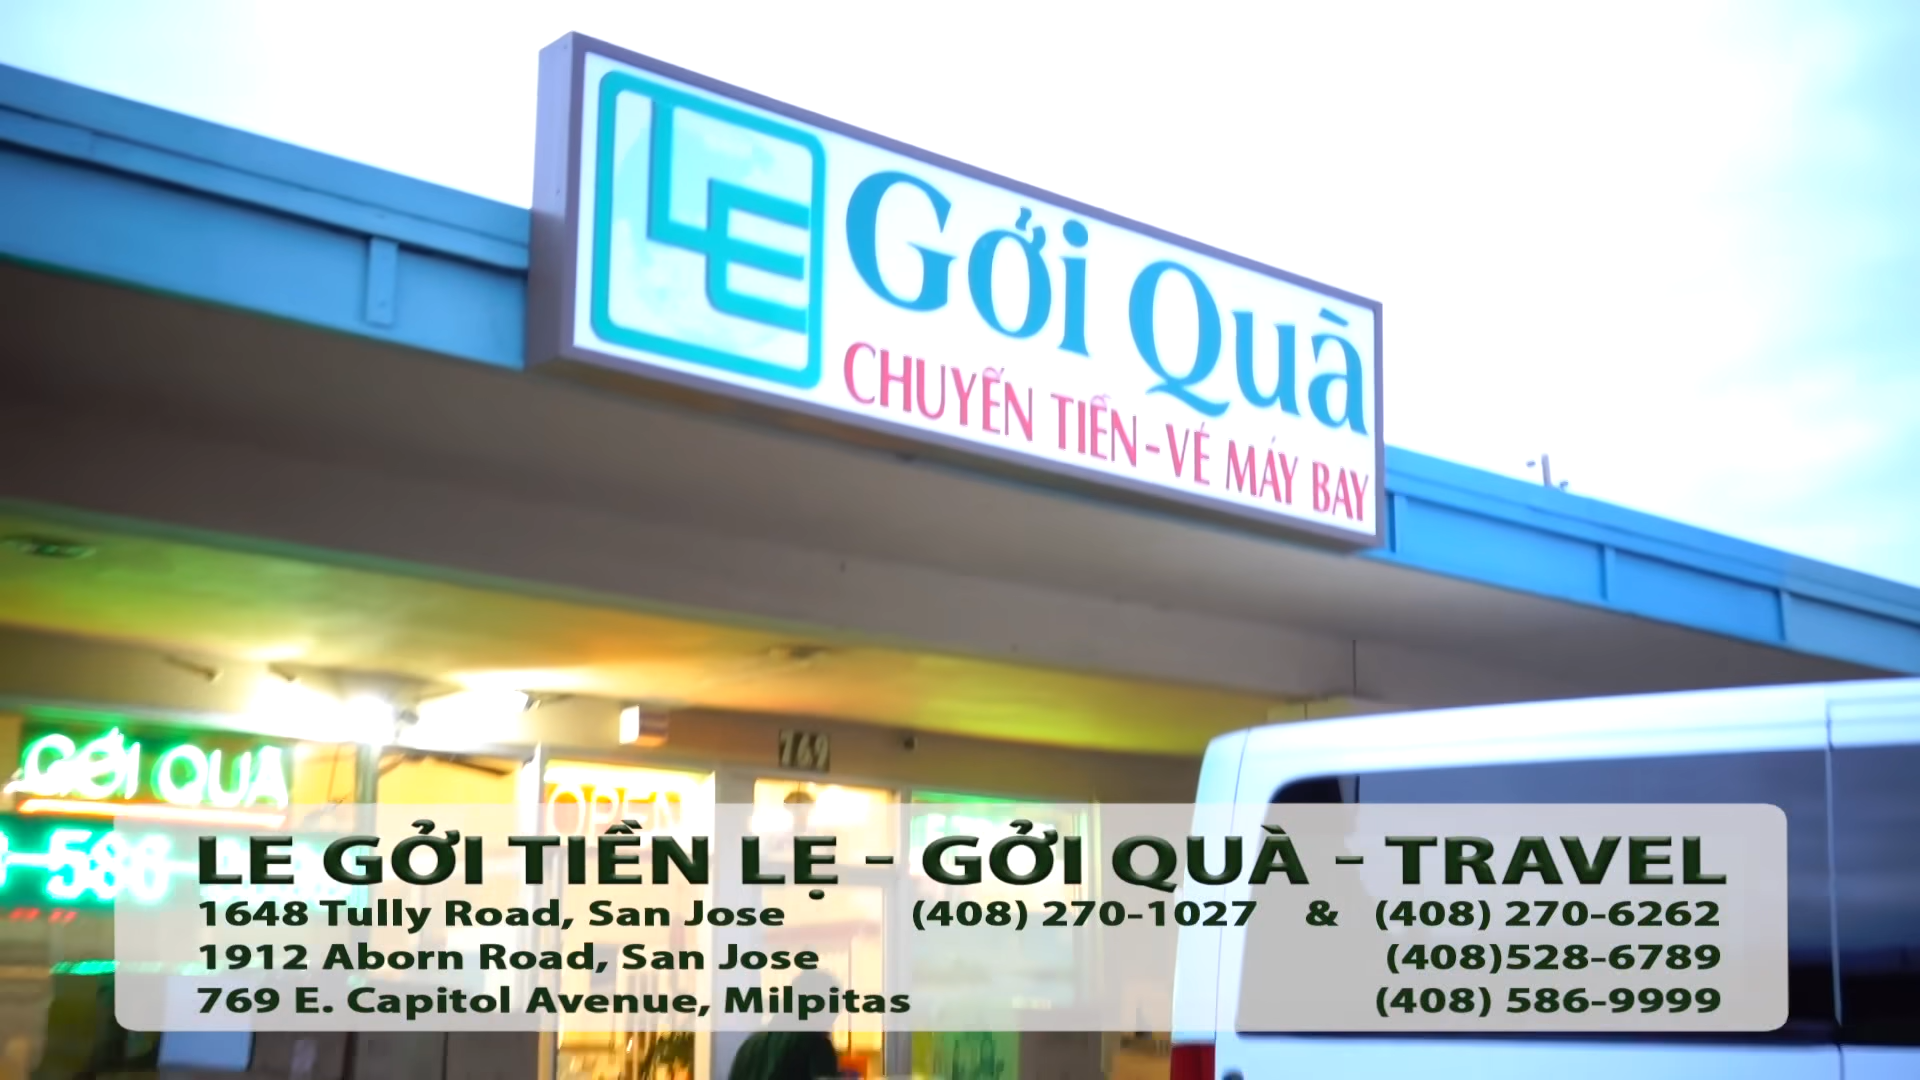 LE Gởi Quà
CHUYỂN TIỀN-VÉ MÁY BAY
769
GỞI QUÀ
OPEN
LE GỞI TIỀN LẸ - GỞI QUÀ - TRAVEL
1648 Tully Road, San Jose (408) 270-1027 & (408) 270-6262
1912 Aborn Road, San Jose (408)528-6789
769 E. Capitol Avenue, Milpitas (408) 586-9999